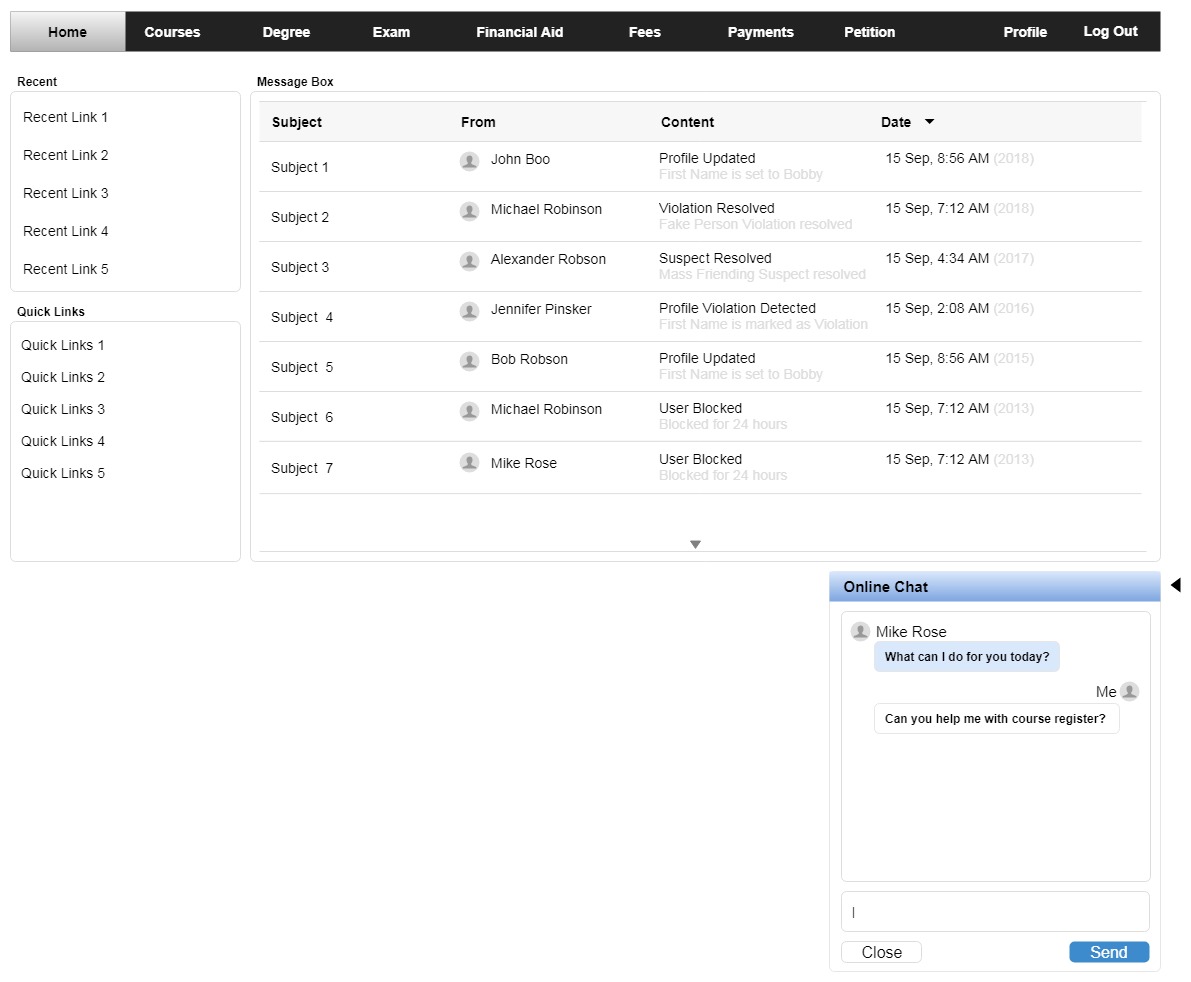 Home Courses Degree Exam Financial Aid Fees Payments Petition Profile Log Out
Recent
Recent Link 1
Recent Link 2
Recent Link 3
Recent Link 4
Recent Link 5
Quick Links
Quick Links 1
Quick Links 2
Quick Links 3
Quick Links 4
Quick Links 5
Message Box
Subject From Content Date
Subject 1 John Boo Profile Updated 15 Sep, 8:56 AM (2018)
First Name is set to Bobby
Subject 2 Michael Robinson Violation Resolved 15 Sep, 7:12 AM (2018)
Fake Person Violation resolved
Subject 3 Alexander Robson Suspect Resolved 15 Sep, 4:34 AM (2017)
Mass Friending Suspect resolved
Subject 4 Jennifer Pinsker Profile Violation Detected 15 Sep, 2:08 AM (2016)
First Name is marked as Violation
Subject 5 Bob Robson Profile Updated 15 Sep, 8:56 AM (2015)
First Name is set to Bobby
Subject 6 Michael Robinson User Blocked 15 Sep, 7:12 AM (2013)
Blocked for 24 hours
Subject 7 Mike Rose User Blocked 15 Sep, 7:12 AM (2013)
Blocked for 24 hours
Online Chat
Mike Rose
What can I do for you today?
Me
Can you help me with course register?
Close Send